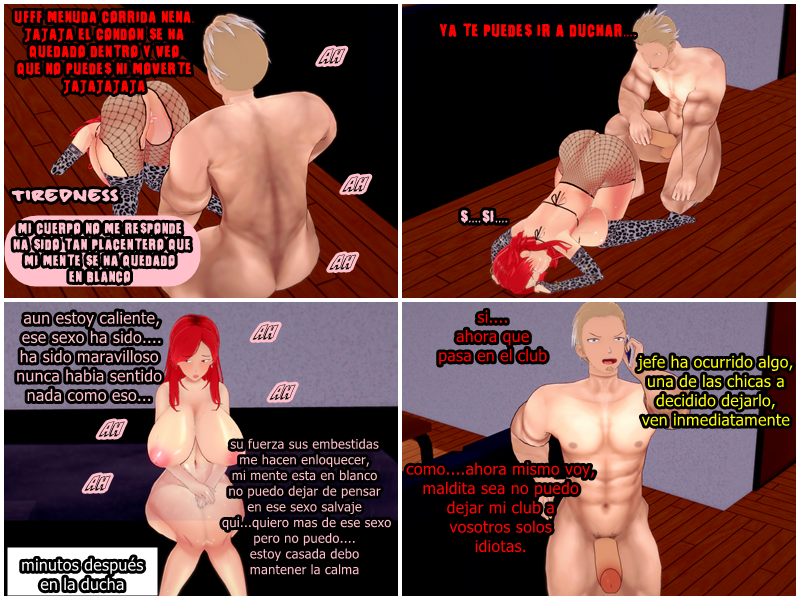 UFFF MENUDA CORRIDA NENA
JAJAJA EL CONDON SE HA
QUEDADO DENTRO Y VEO
QUE NO PUEDES NI MOVERTE
JAJAJAJAJA
AH
AH
AH
TIREDNESS
MI CUERPO NO ME RESPONDE
HA SIDO TAN PLACENTERO QUE
MI MENTE SE HA QUEDADO
EN BLANCO
YA TE PUEDES IR A DUCHAR....
S....SI....
aun estoy caliente,
ese sexo ha sido....
ha sido maravilloso
nunca habia sentido
nada como eso...
AH
AH
AH
AH
su fuerza sus embestidas
me hacen enloquecer,
mi mente esta en blanco
no puedo dejar de pensar
en ese sexo salvaje
qui...quiero mas de ese sexo
pero no puedo....
estoy casada debo
mantener la calma
minutos después
en la ducha
si....
ahora que
pasa en el club
jefe ha ocurrido algo,
una de las chicas a
decidido dejarlo,
ven inmediatamente
como....ahora mismo voy,
maldita sea no puedo
dejar mi club a
vosotros solos
idiotas.